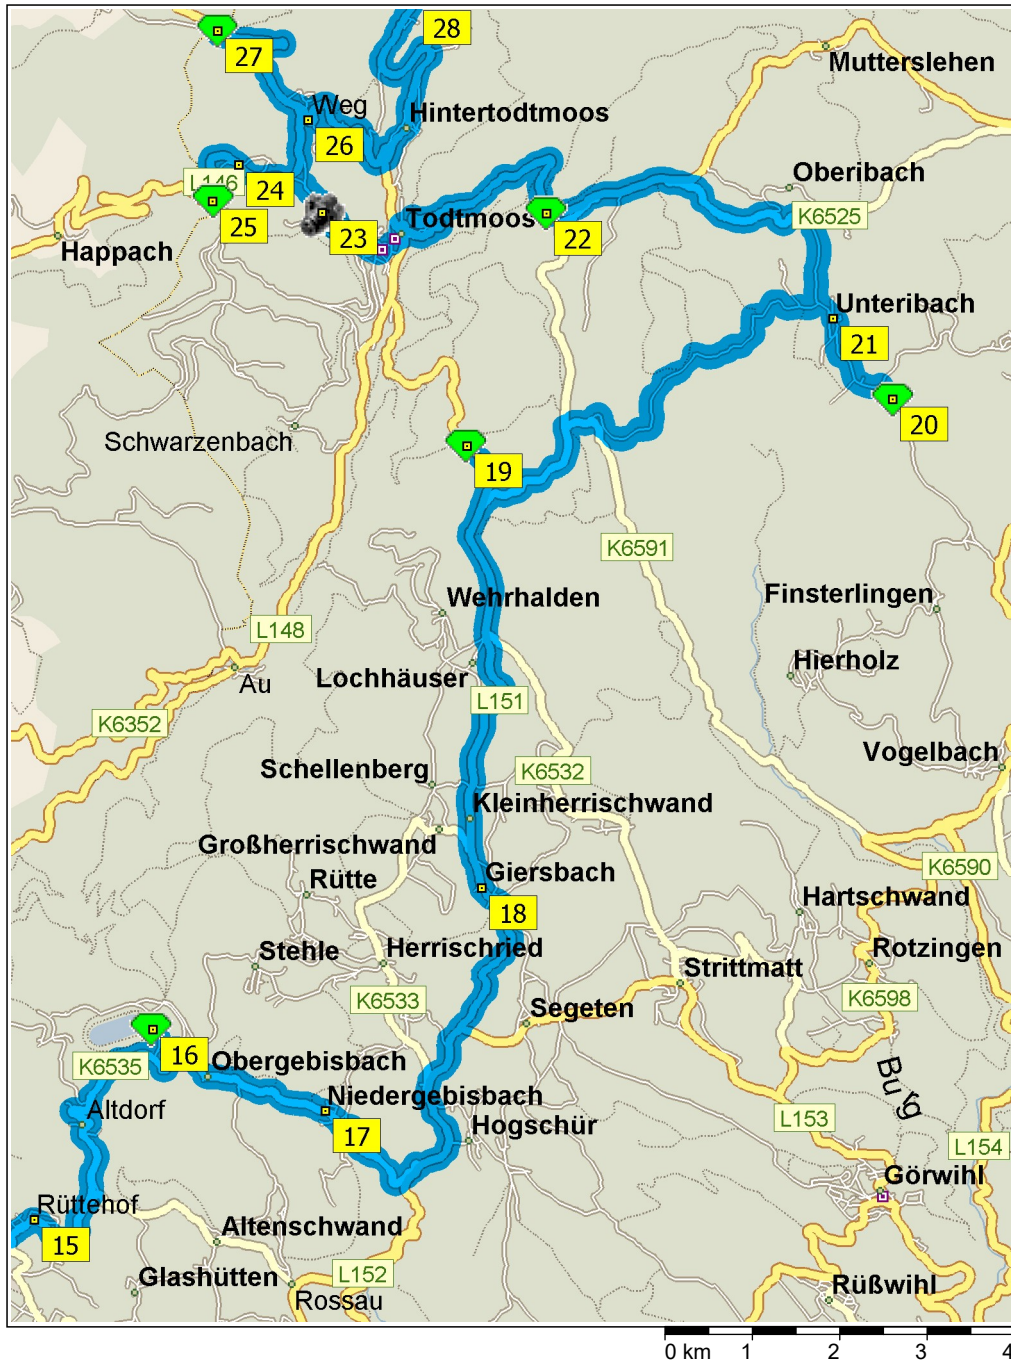 28
27
Mutterslehen
Weg
Hintertodtmoos
26
Oberibach
L146
24
K6525
25
Todtmoos
23
22
Happach
Unteribach
21
20
Schwarzenbach
19
K6591
Finsterlingen
Wehrhalden
L148
Hierholz
Lochhäuser
Au
L151
K6352
Vogelbach
Schellenberg
K6532
Kleinherrischwand
Großherrischwand
K6590
Giersbach
Rütte
Hartschwand
18
Stehle
Herrischried
Rotzingen
Strittmatt
K6533
K6598
Segeten
16
K6535
Obergebisbach
Burg
Niedergebisbach
Altdorf
L153
17
Hogschür
L154
Görwihl
Rüttehof
15
Altenschwand
L152
Glashütten
Rüßwihl
Rossau
0 km 1 2 3 4